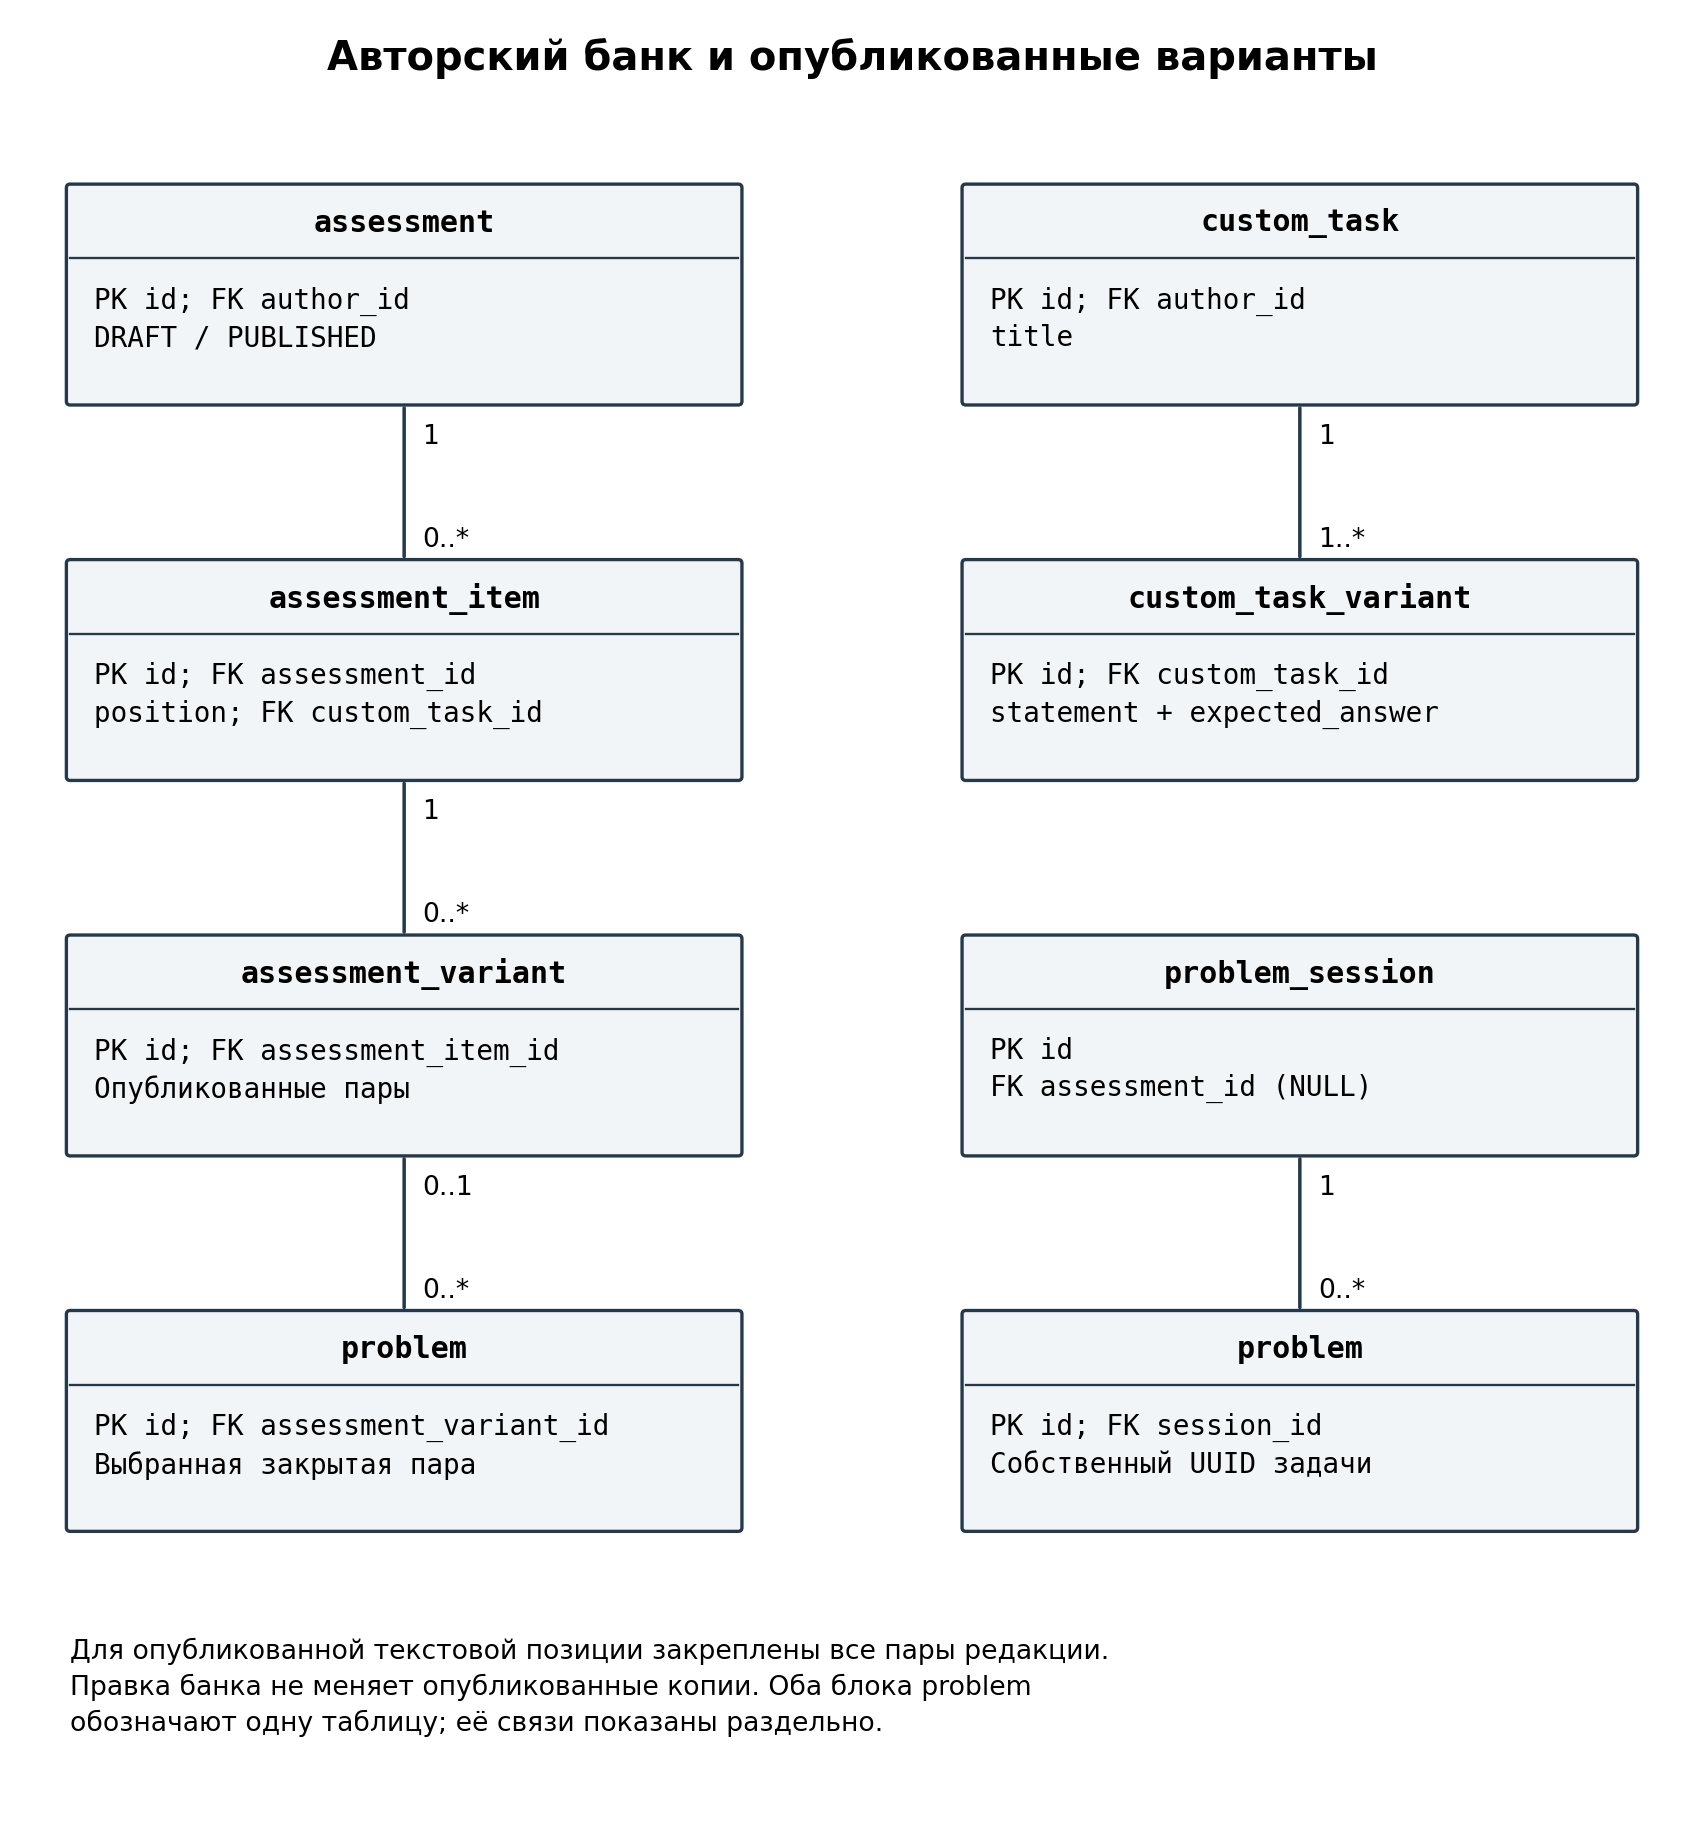 Авторский банк и опубликованные варианты
assessment
PK id; FK author_id
DRAFT / PUBLISHED
1
0..*
assessment_item
PK id; FK assessment_id
position; FK custom_task_id
1
0..*
assessment_variant
PK id; FK assessment_item_id
Опубликованные пары
0..1
0..*
problem
PK id; FK assessment_variant_id
Выбранная закрытая пара
custom_task
PK id; FK author_id
title
1
1..*
custom_task_variant
PK id; FK custom_task_id
statement + expected_answer
problem_session
PK id
FK assessment_id (NULL)
1
0..*
problem
PK id; FK session_id
Собственный UUID задачи
Для опубликованной текстовой позиции закреплены все пары редакции.
Правка банка не меняет опубликованные копии. Оба блока problem
обозначают одну таблицу; её связи показаны раздельно.